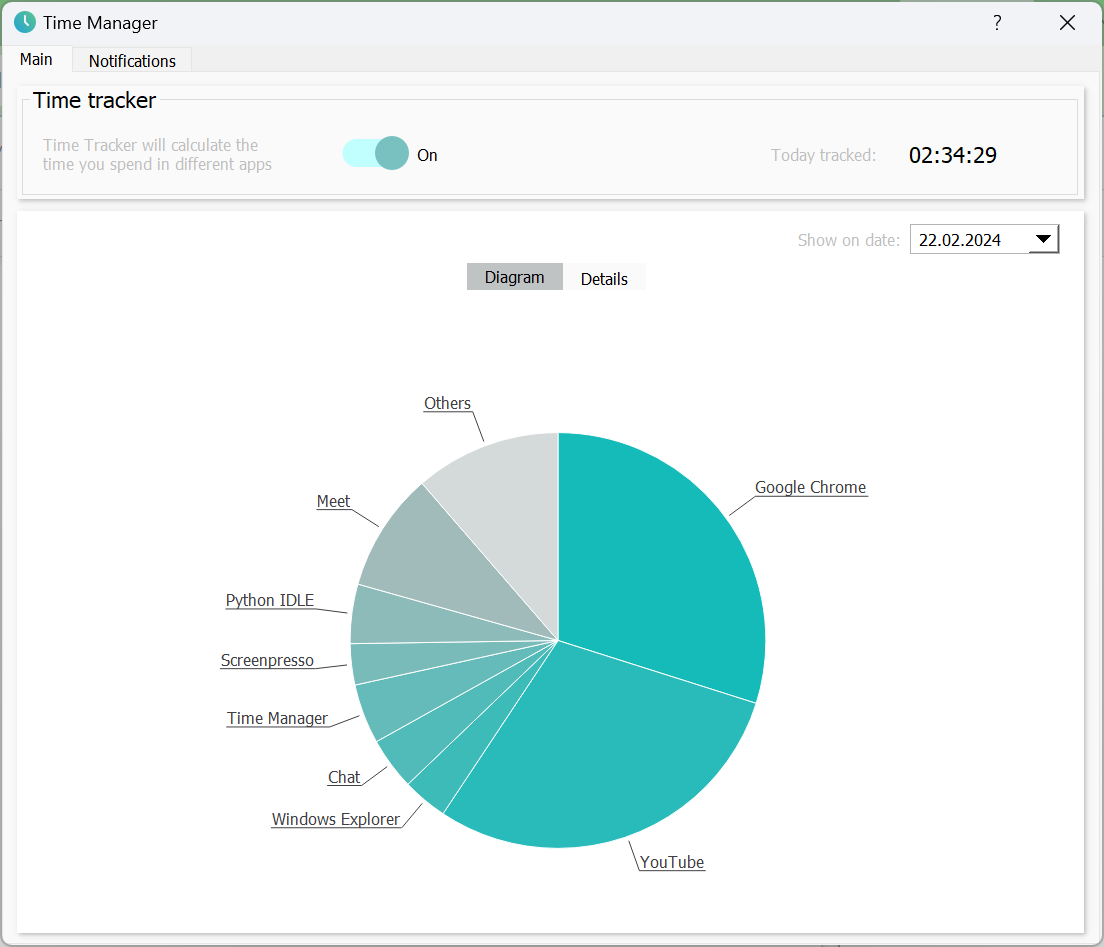 Time Manager
?
Main
Notifications
Time tracker
Time Tracker will calculate the
time you spend in different apps
On
Today tracked:
02:34:29
Show on date:
22.02.2024
Diagram
Details
Others
Google Chrome
Meet
Python IDLE
Screenpresso
Time Manager
Chat
Windows Explorer
YouTube